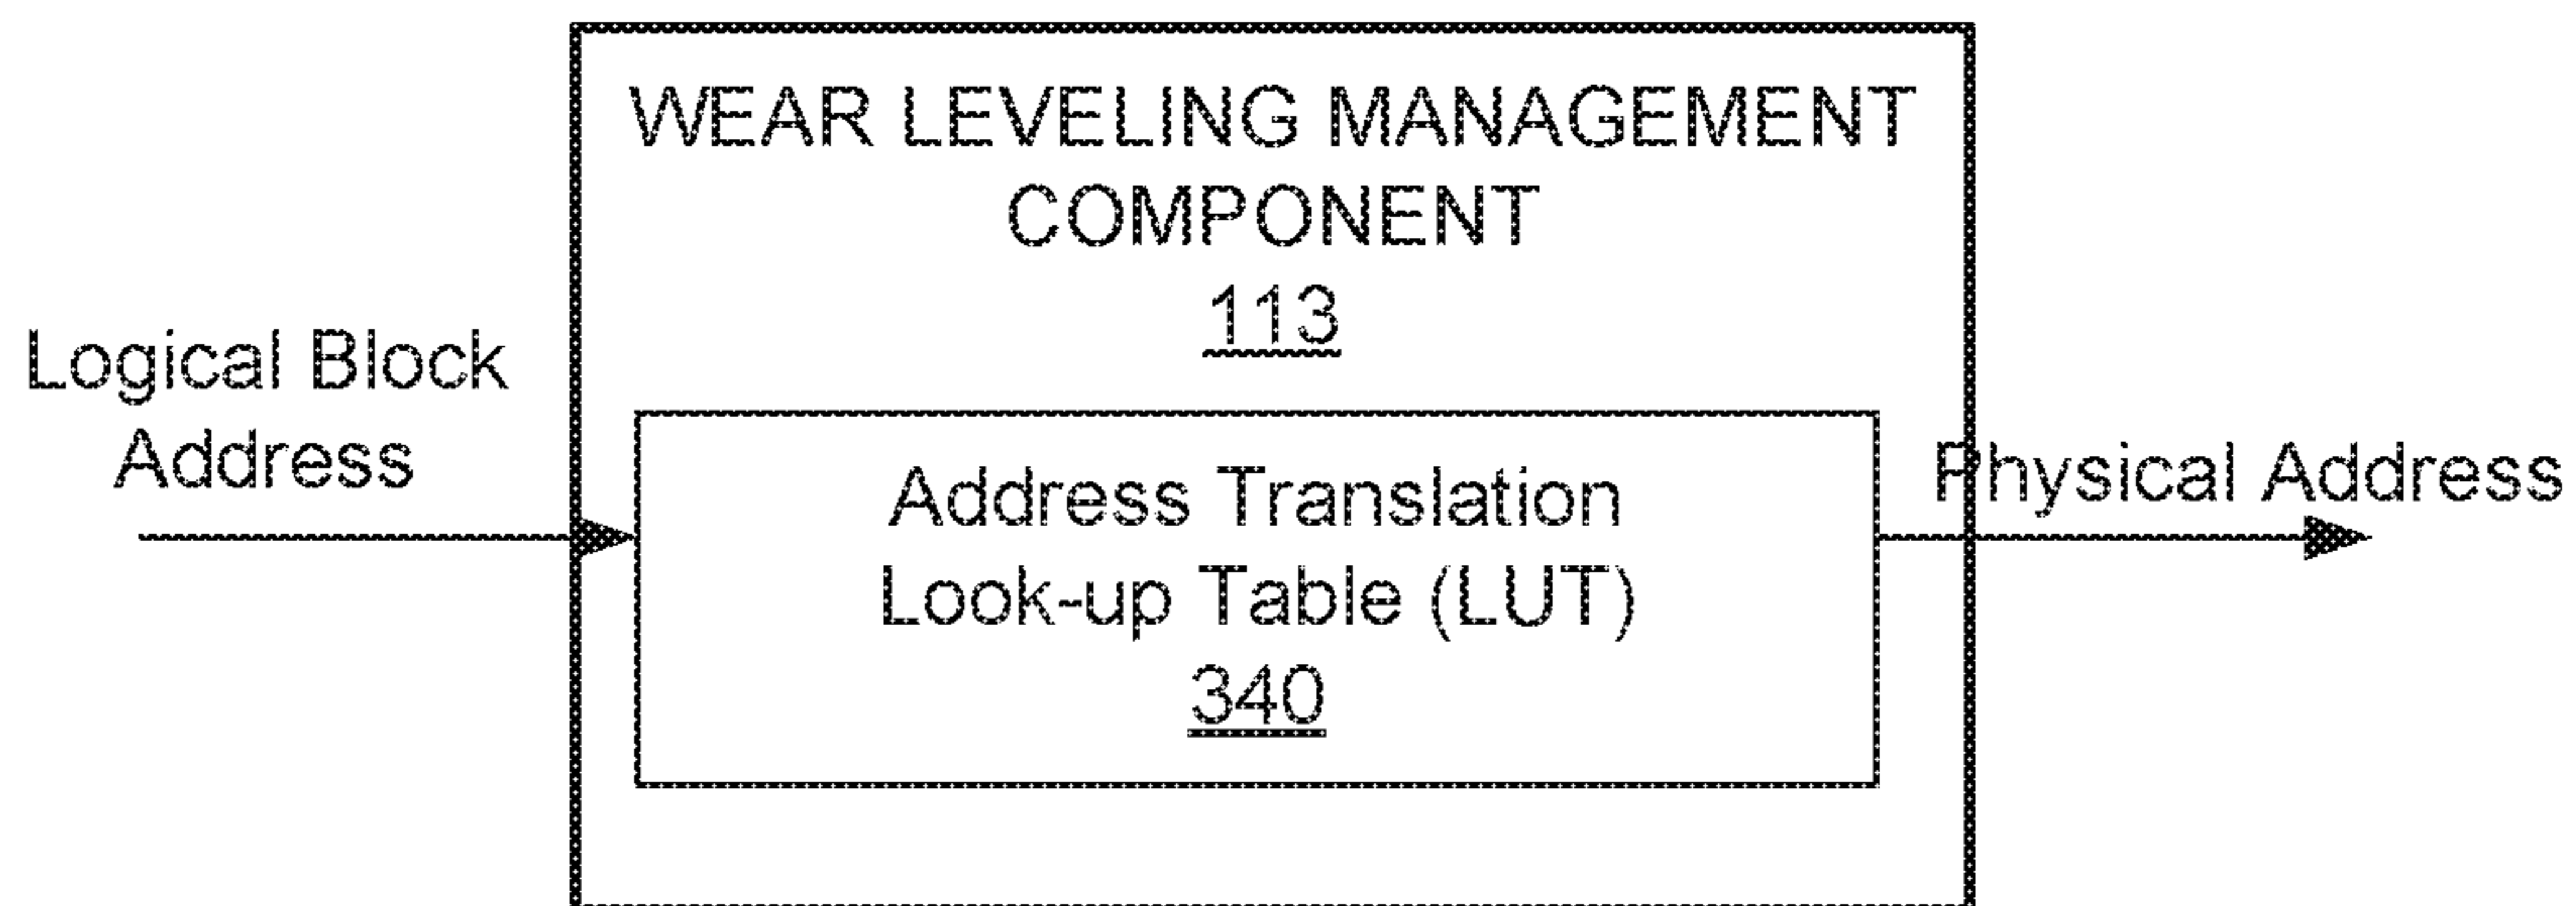 WEAR LEVELING MANAGEMENT
COMPONENT
113
Logical Block
Address
Address Translation
Look-up Table (LUT)
340
Physical Address